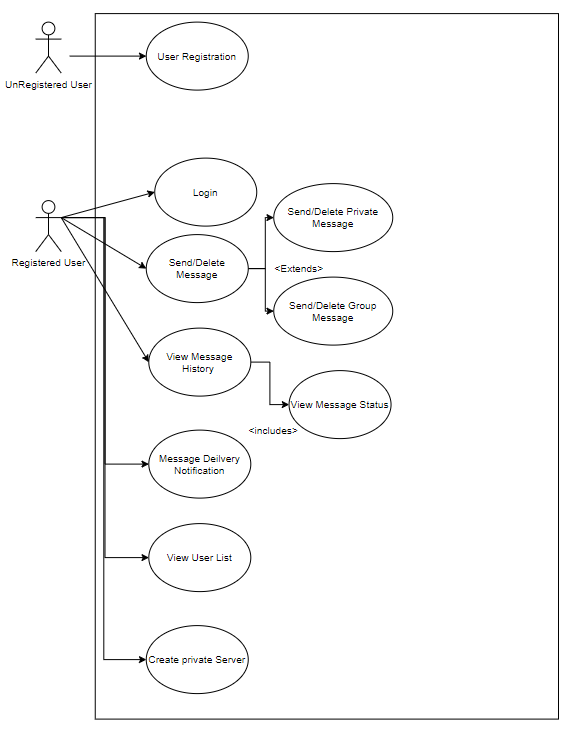 User Registration
UnRegistered User
Login
Send/Delete Private
Message
Registered User
Send/Delete
Message
<Extends>
Send/Delete Group
Message
View Message
History
View Message Status
<includes>
Message Deilvery
Notification
View User List
Create private Server